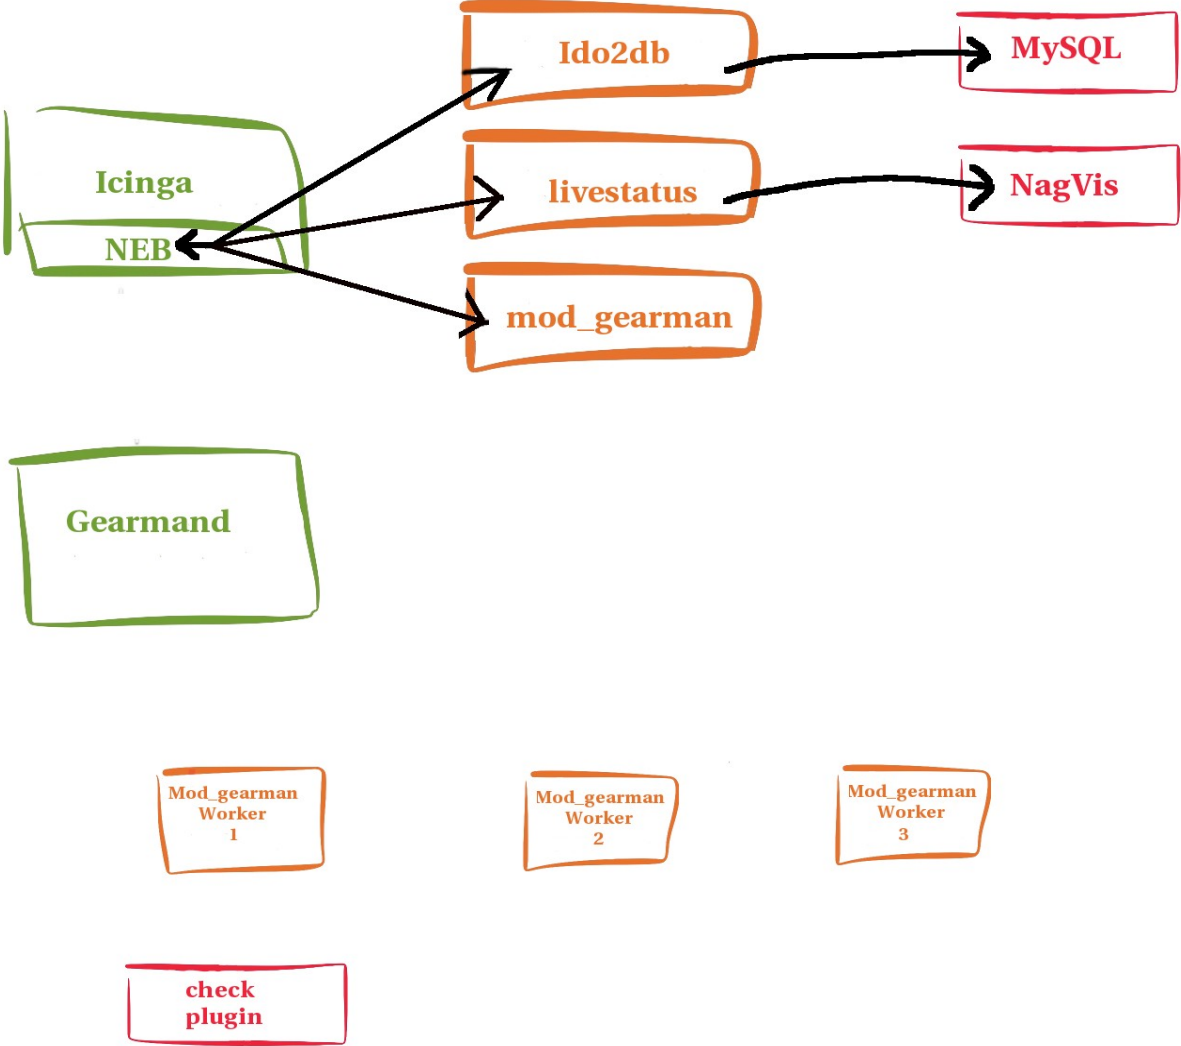 Ido2db
MySQL
Icinga
livestatus
NagVis
NEB
mod_gearman
Gearmand
Mod_gearman
Worker
1
Mod_gearman
Worker
2
Mod_gearman
Worker
3
check
plugin